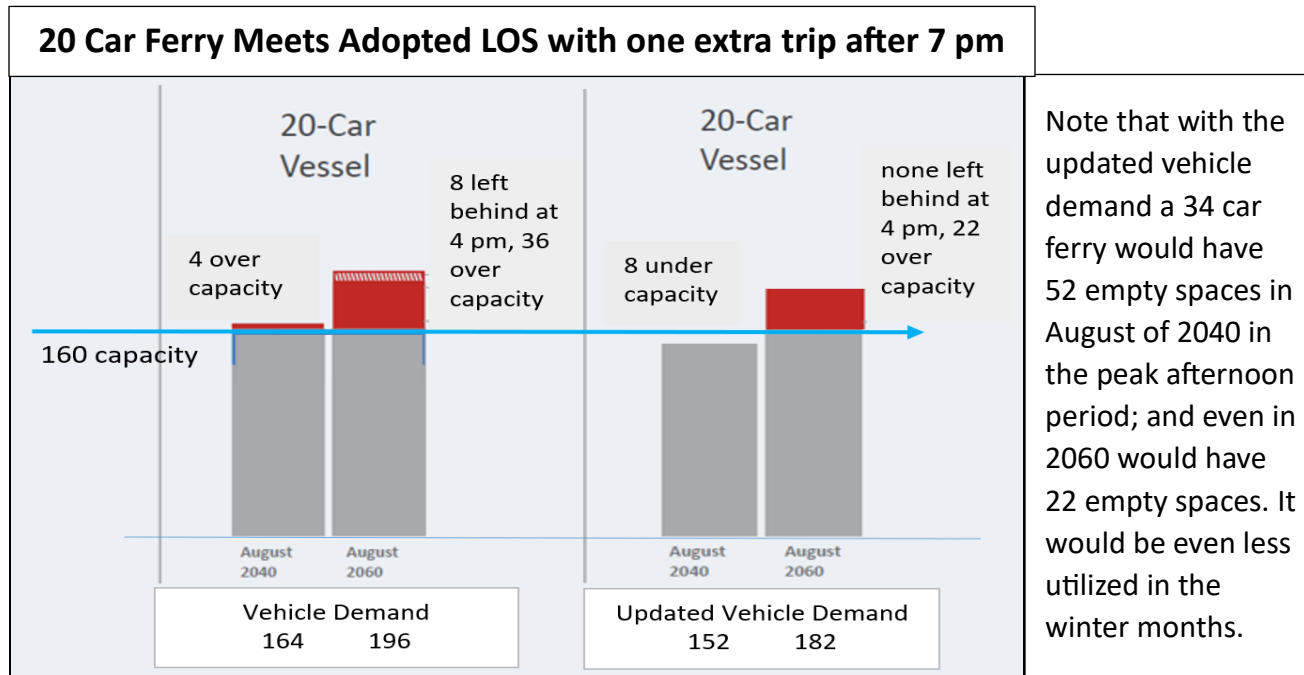 20 Car Ferry Meets Adopted LOS with one extra trip after 7 pm
20-Car
Vessel
4 over
capacity
8 left
behind at
4 pm, 36
over
capacity
20-Car
Vessel
8 under
capacity
none left
behind at
4 pm, 22
over
capacity
160 capacity
August
2040
August
2060
August
2040
August
2060
Vehicle Demand
164 196
Updated Vehicle Demand
152 182
Note that with the
updated vehicle
demand a 34 car
ferry would have
52 empty spaces in
August of 2040 in
the peak afternoon
period; and even in
2060 would have
22 empty spaces. It
would be even less
utilized in the
winter months.